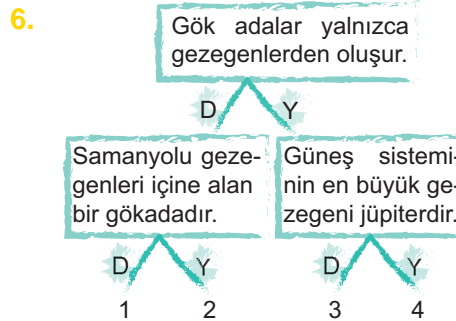 6.
Gök adalar yalnızca
gezegenlerden oluşur.
D Y
Samanyolu geze-
genleri içine alan
bir gökadadır.
Güneş sistemi-
nin en büyük ge-
zegeni jüpiterdir.
D Y D Y
1 2 3 4